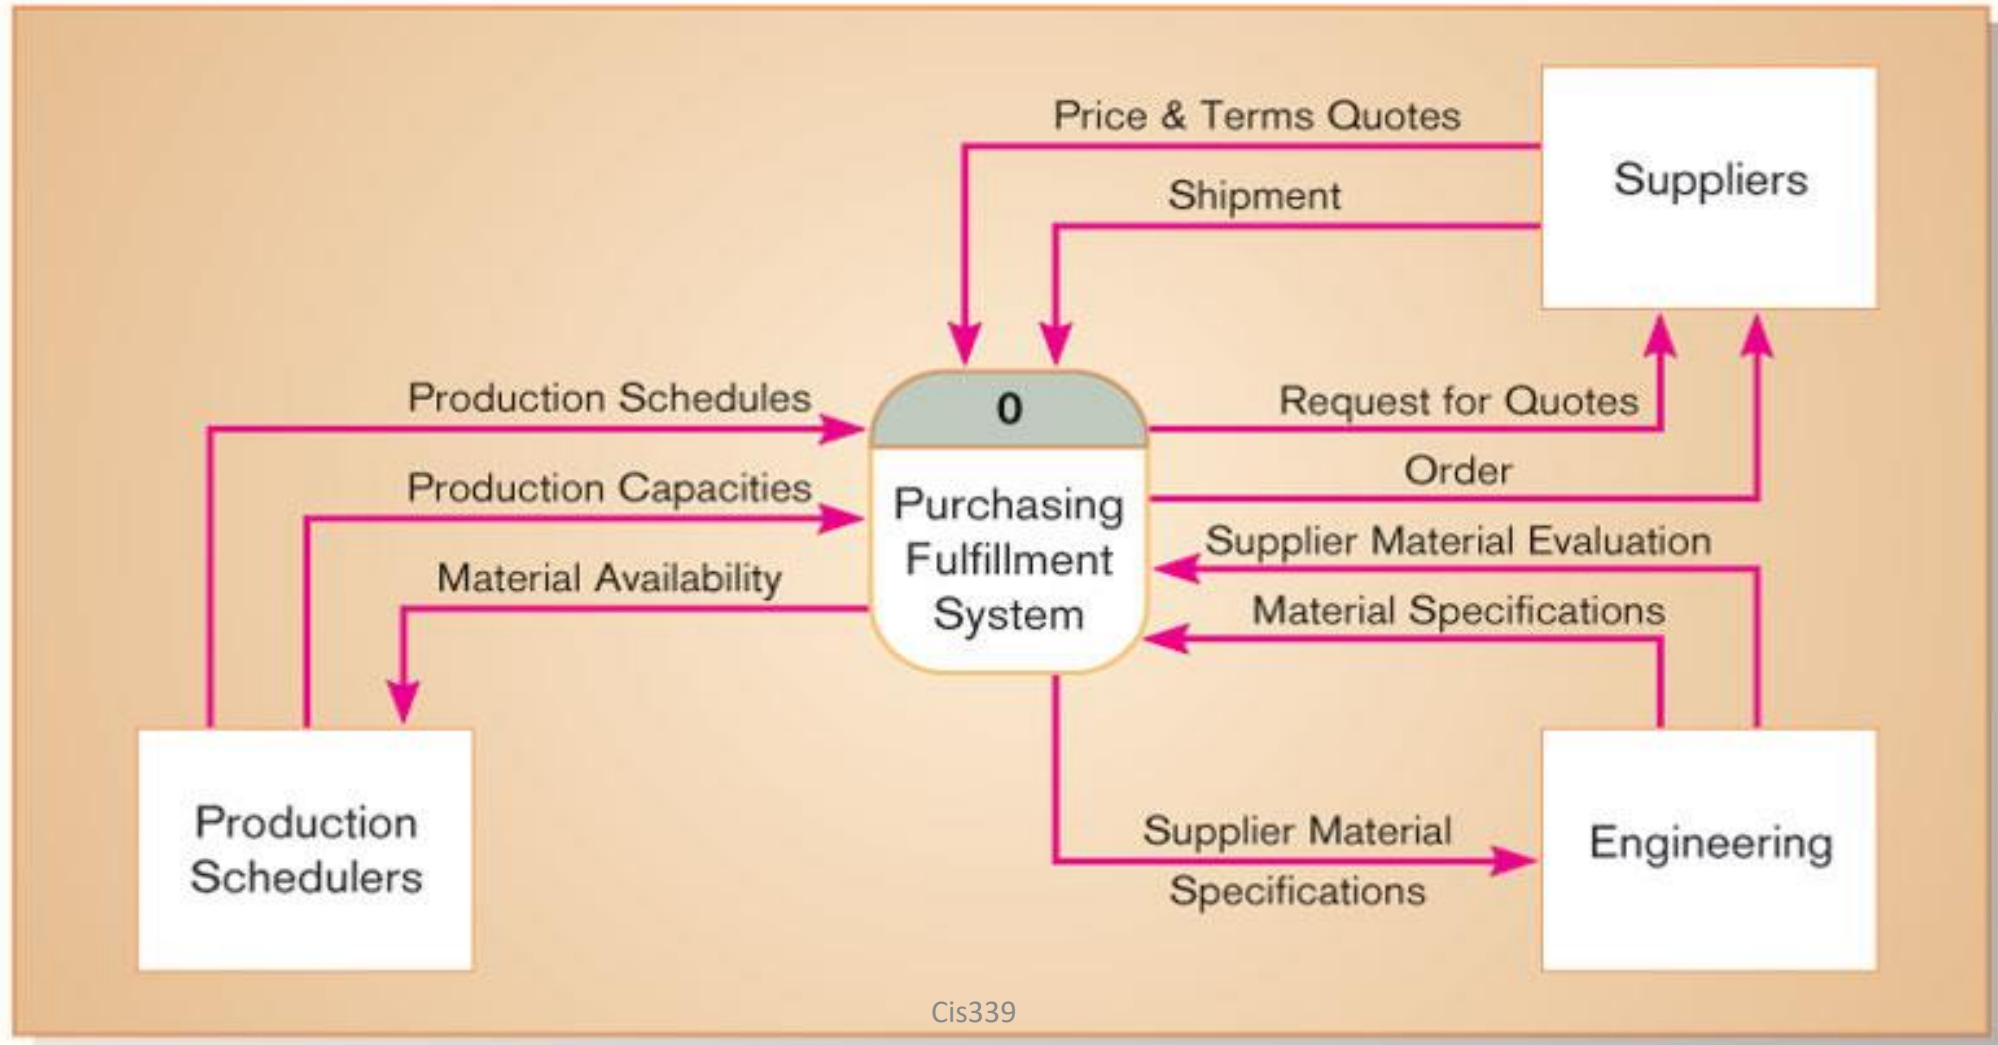 Price & Terms Quotes
Suppliers
Shipment
Production Schedules
0
Request for Quotes
Order
Production Capacities
Purchasing
Fulfillment
System
Supplier Material Evaluation
Material Availability
Material Specifications
Production
Schedulers
Supplier Material
Specifications
Engineering
Cis339